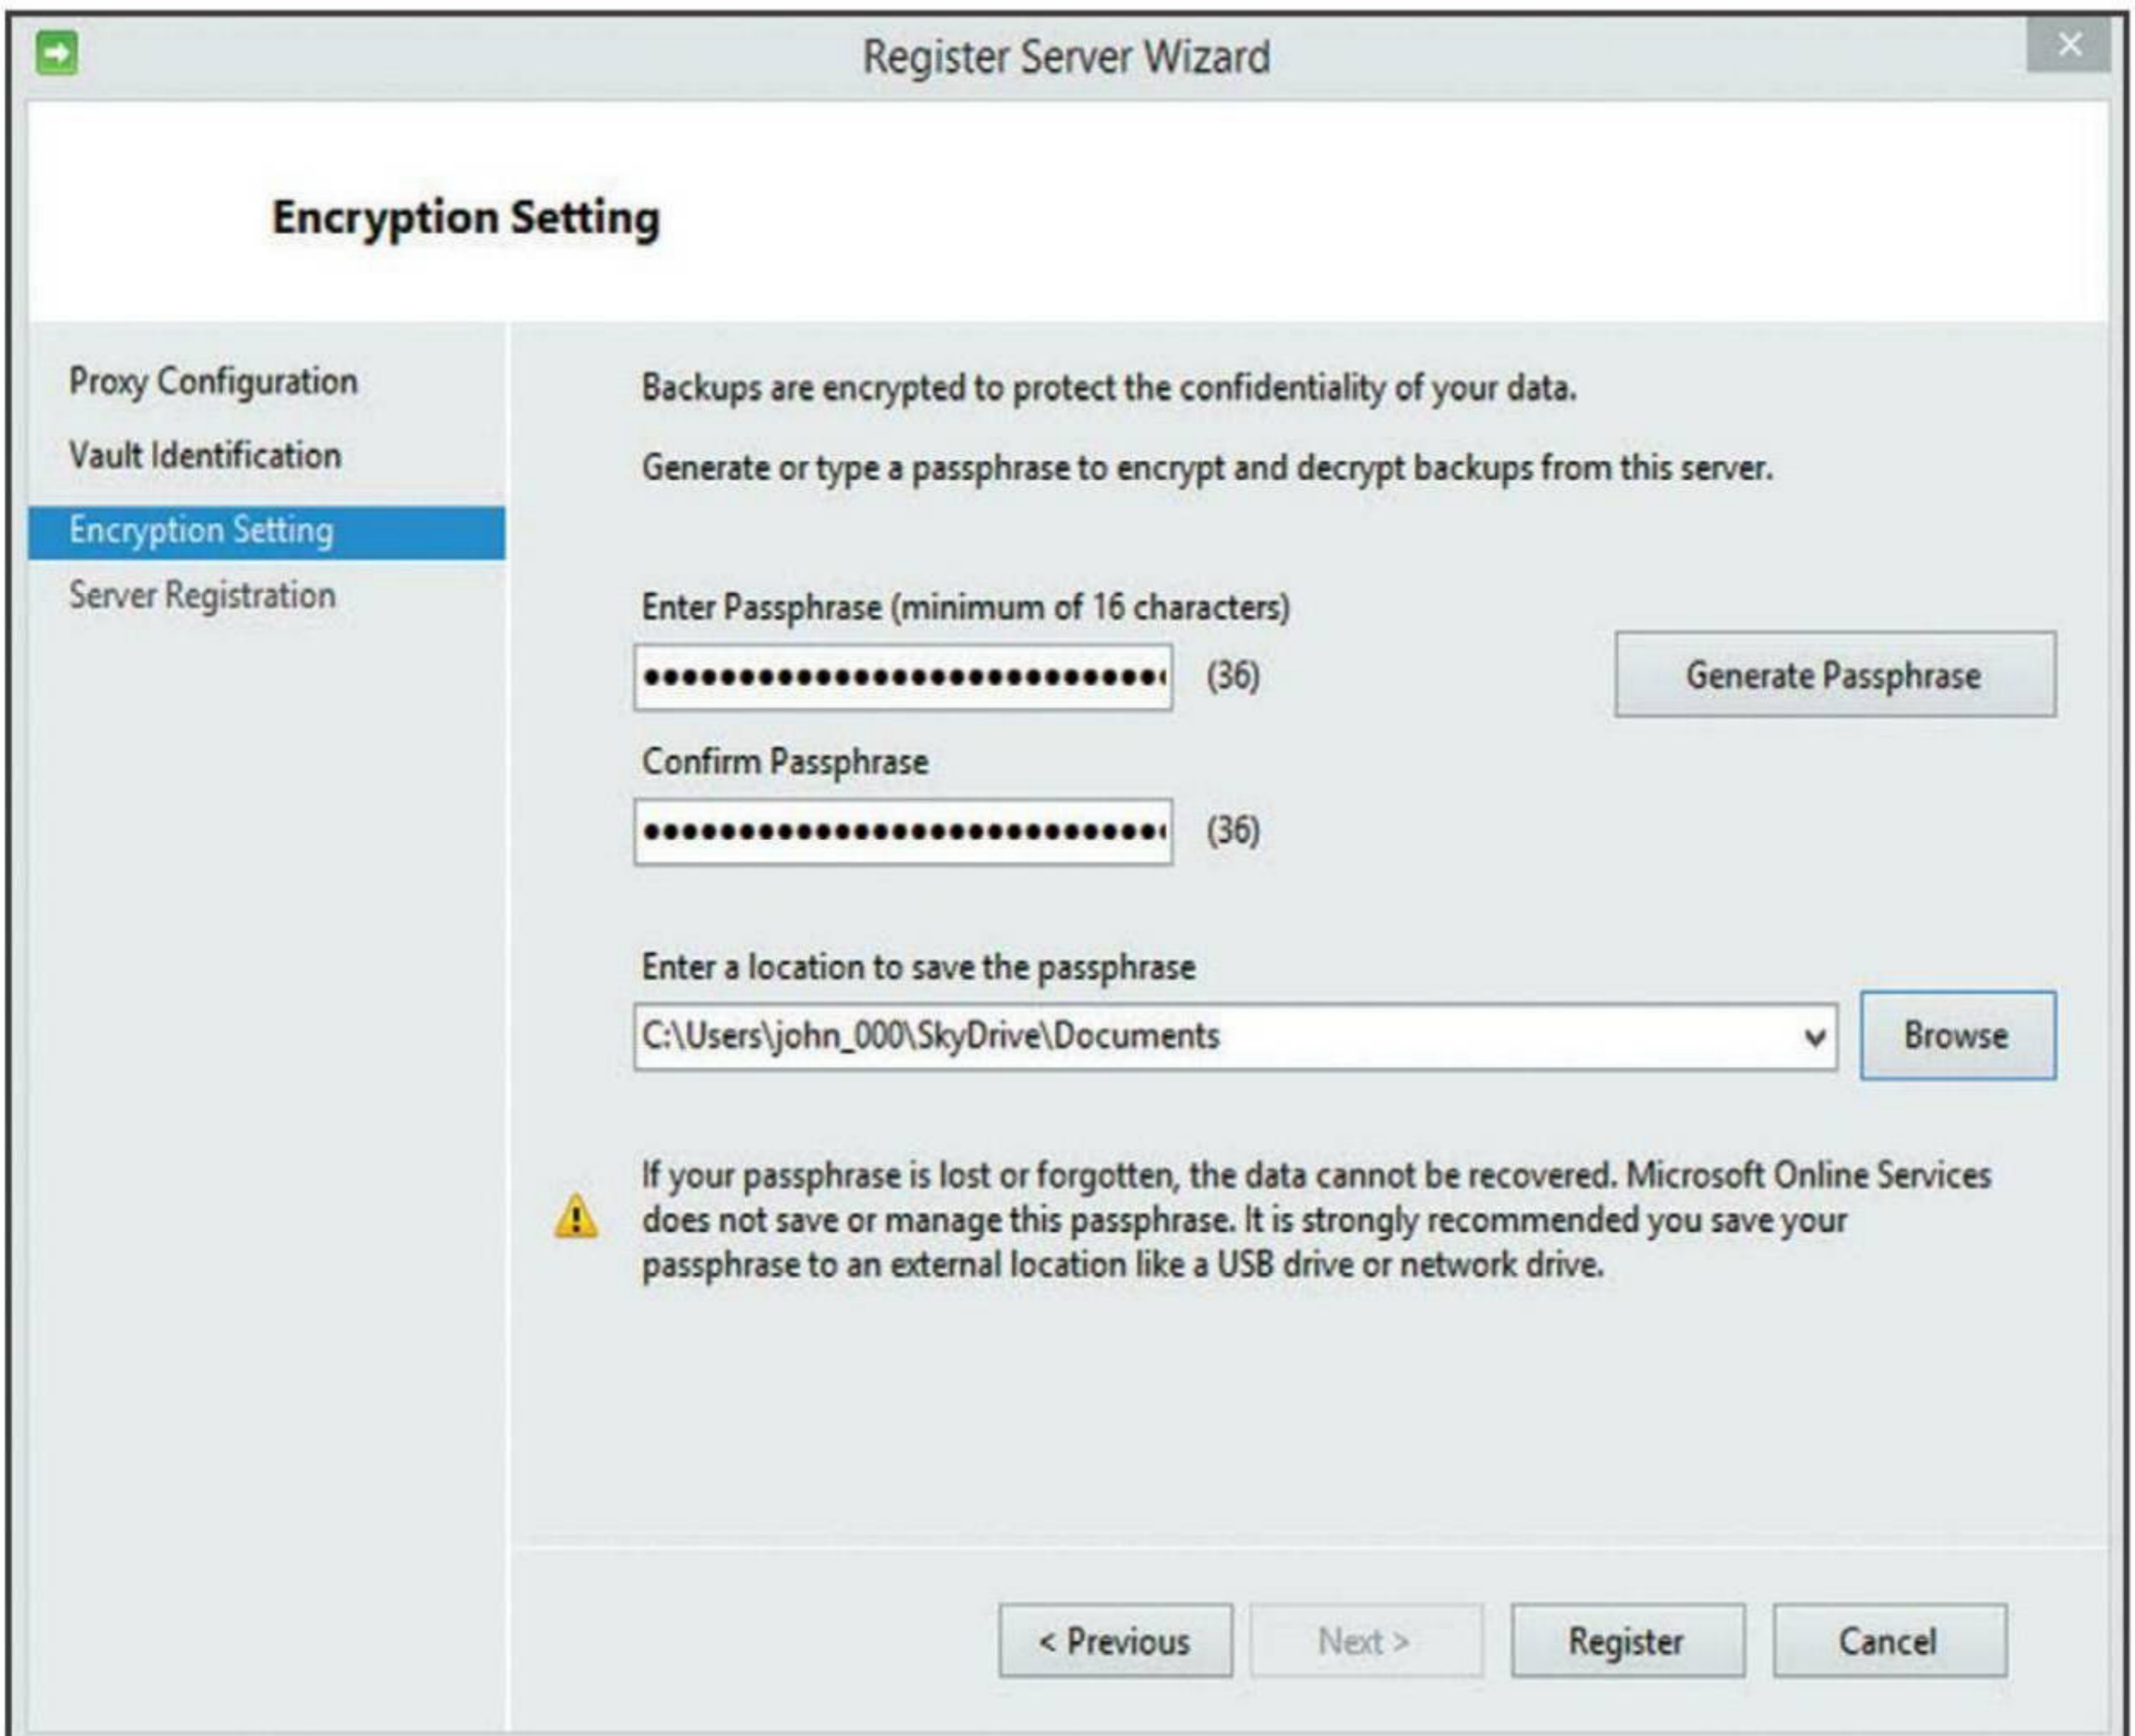 Register Server Wizard
Encryption Setting
Proxy Configuration
Vault Identification
Encryption Setting
Server Registration
Backups are encrypted to protect the confidentiality of your data.
Generate or type a passphrase to encrypt and decrypt backups from this server.
Enter Passphrase (minimum of 16 characters)
(36)
Generate Passphrase
Confirm Passphrase
(36)
Enter a location to save the passphrase
C:\Users\john_000\SkyDrive\Documents
Browse
If your passphrase is lost or forgotten, the data cannot be recovered. Microsoft Online Services
does not save or manage this passphrase. It is strongly recommended you save your
passphrase to an external location like a USB drive or network drive.
< Previous
Next >
Register
Cancel